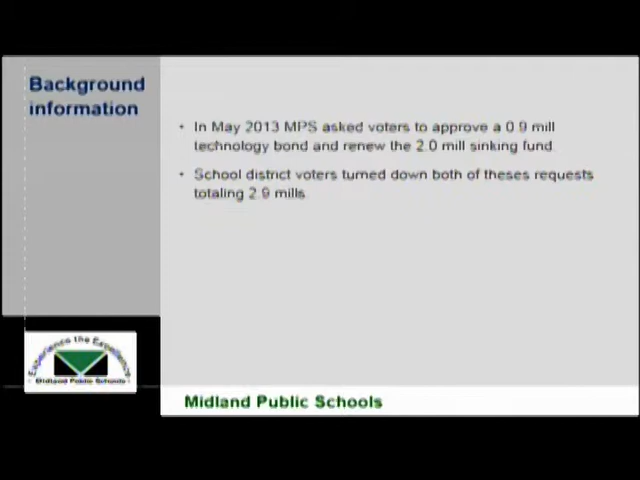 Background
information
• In May 2013 MPS asked voters to approve a 0.9 mill
technology bond and renew the 2.0 mill sinking fund.
• School district voters turned down both of theses requests
totaling 2.9 mills.
Experience the Excellence
Midland Public Schools
Midland Public Schools